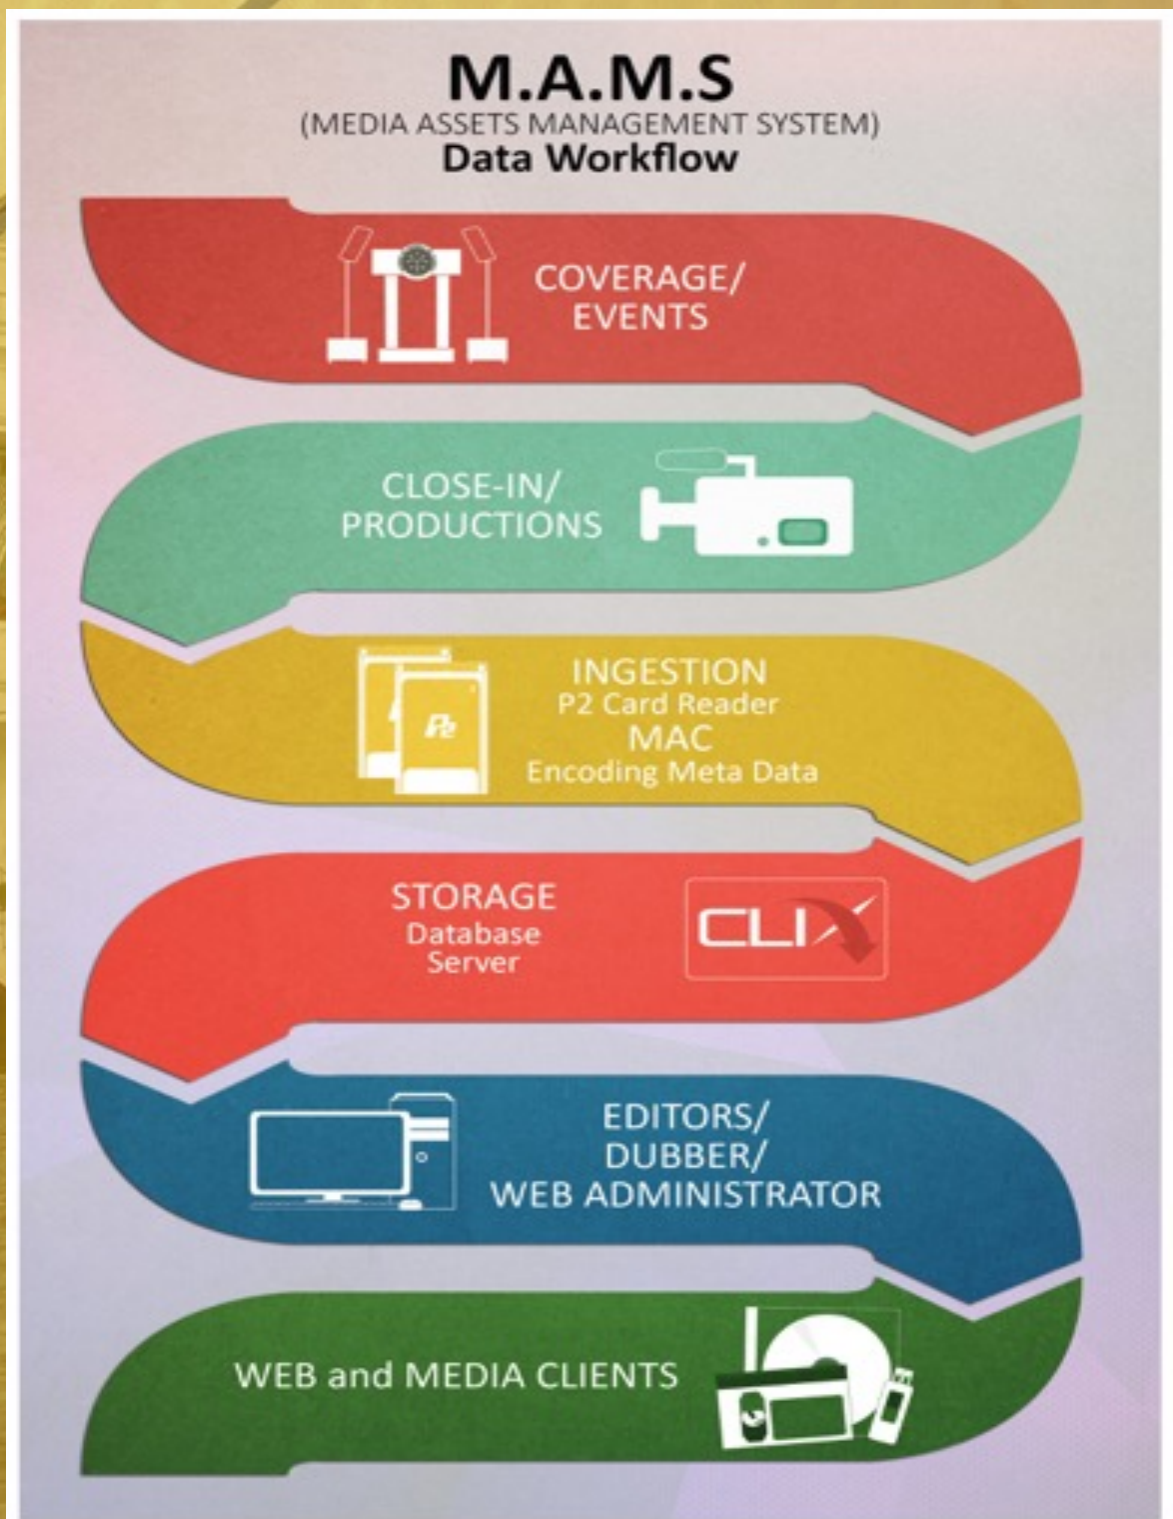 M.A.M.S
(MEDIA ASSETS MANAGEMENT SYSTEM)
Data Workflow
COVERAGE/
EVENTS
CLOSE-IN/
PRODUCTIONS
INGESTION
P2 Card Reader
MAC
Encoding Meta Data
P2
STORAGE
Database
Server
CLIX
EDITORS/
DUBBER/
WEB ADMINISTRATOR
WEB and MEDIA CLIENTS